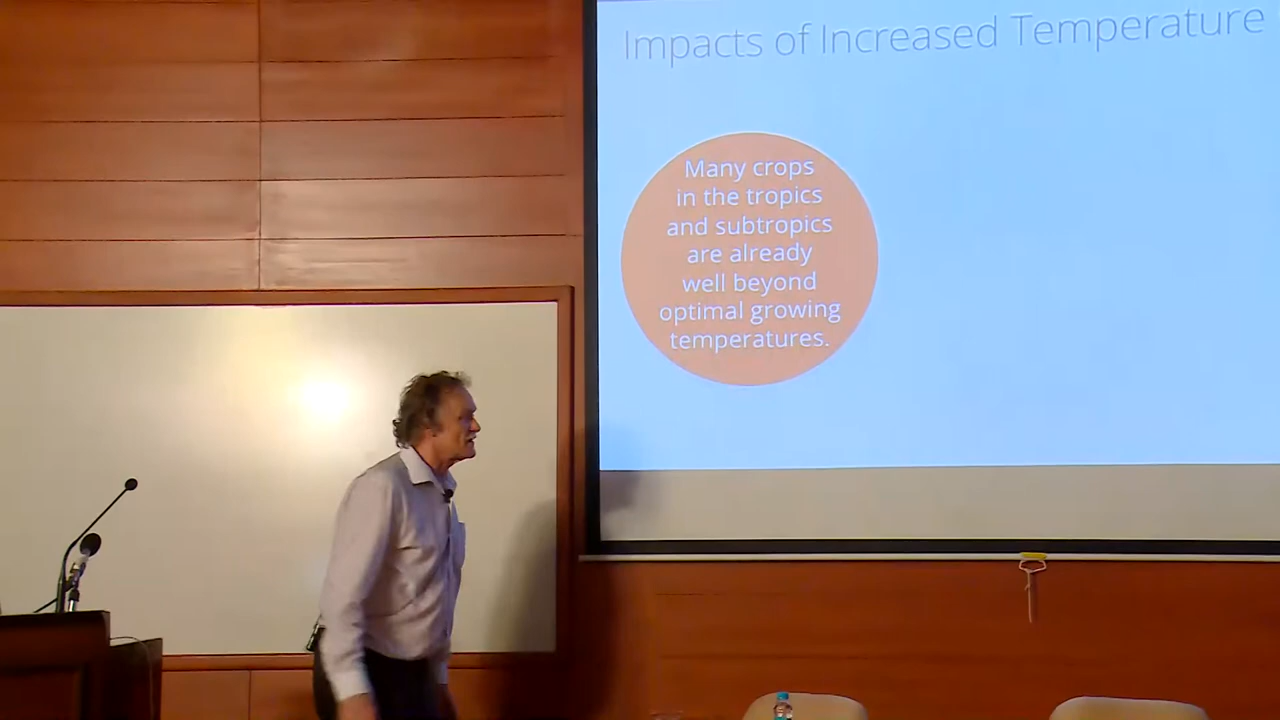 Impacts of Increased Temperature
Many crops
in the tropics
and subtropics
are already
well beyond
optimal growing
temperatures.